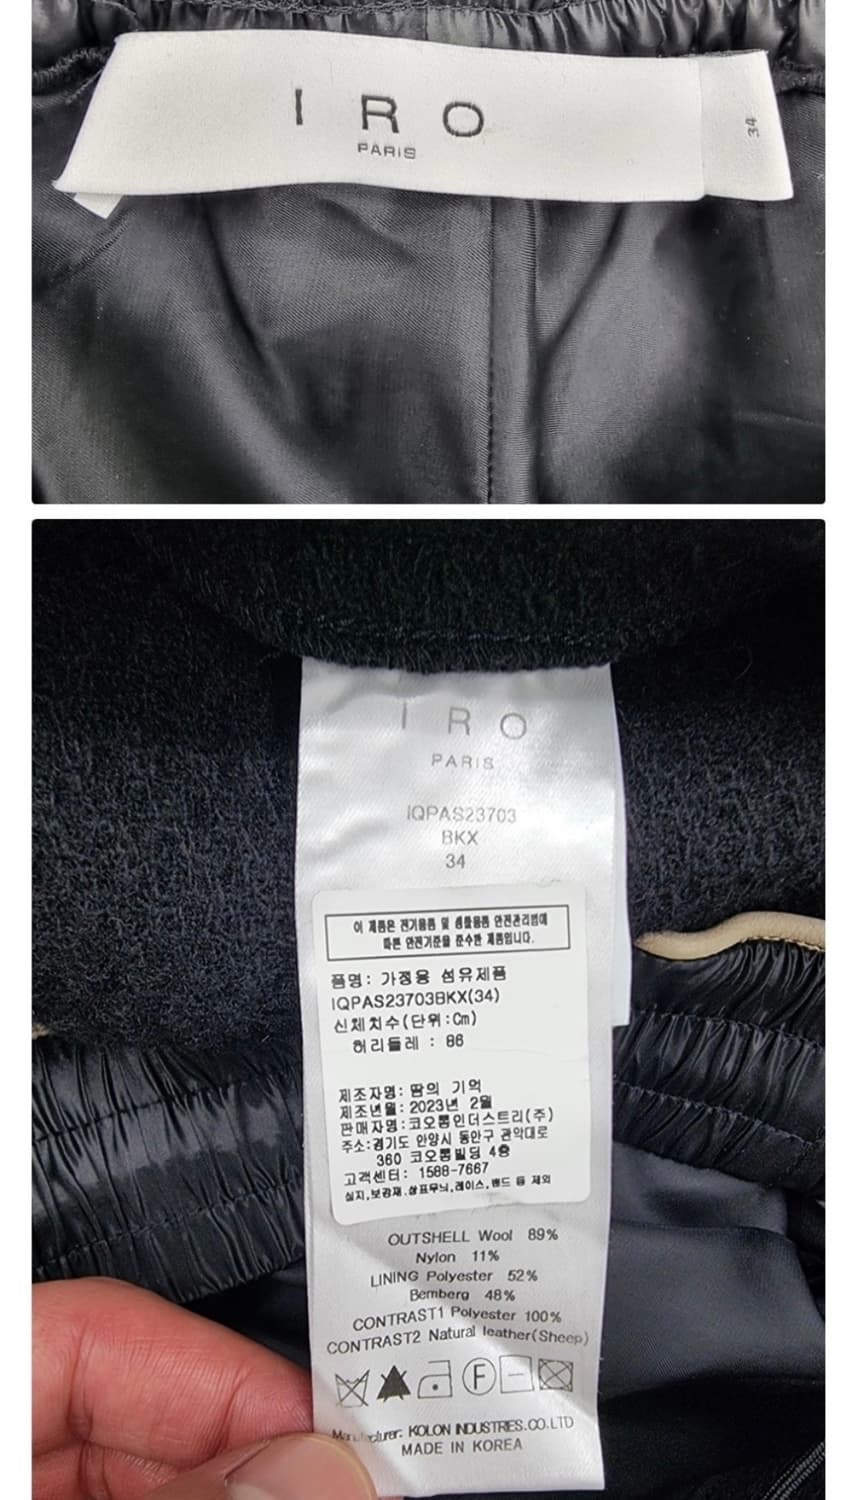 IRO
PARIS
34
IRO
PARIS
IQPAS23703
BKX
34
이 제품은 전기용품 및 생활용품 안전관리법에
따른 안전기준을 준수한 제품입니다.
품명: 가정용 섬유제품
IQPAS23703BKX(34)
신체치수(단위:Cm)
허리둘레 : 86
제조자명: 땀의 기억
제조년월: 2023년 2월
판매자명:코오롱인더스트리(주)
주소:경기도 안양시 동안구 관악대로
360 코오롱빌딩 4층
고객센터: 1588-7667
실지,보강재,상표무늬,레이스,밴드 등 제외
OUTSHELL Wool 89%
Nylon 11%
LINING Polyester 52%
Bemberg 48%
CONTRAST1 Polyester 100%
CONTRAST2 Natural leather(Sheep)
F
Manufacturer. KOLON INDUSTRIES.CO.LTD
MADE IN KOREA